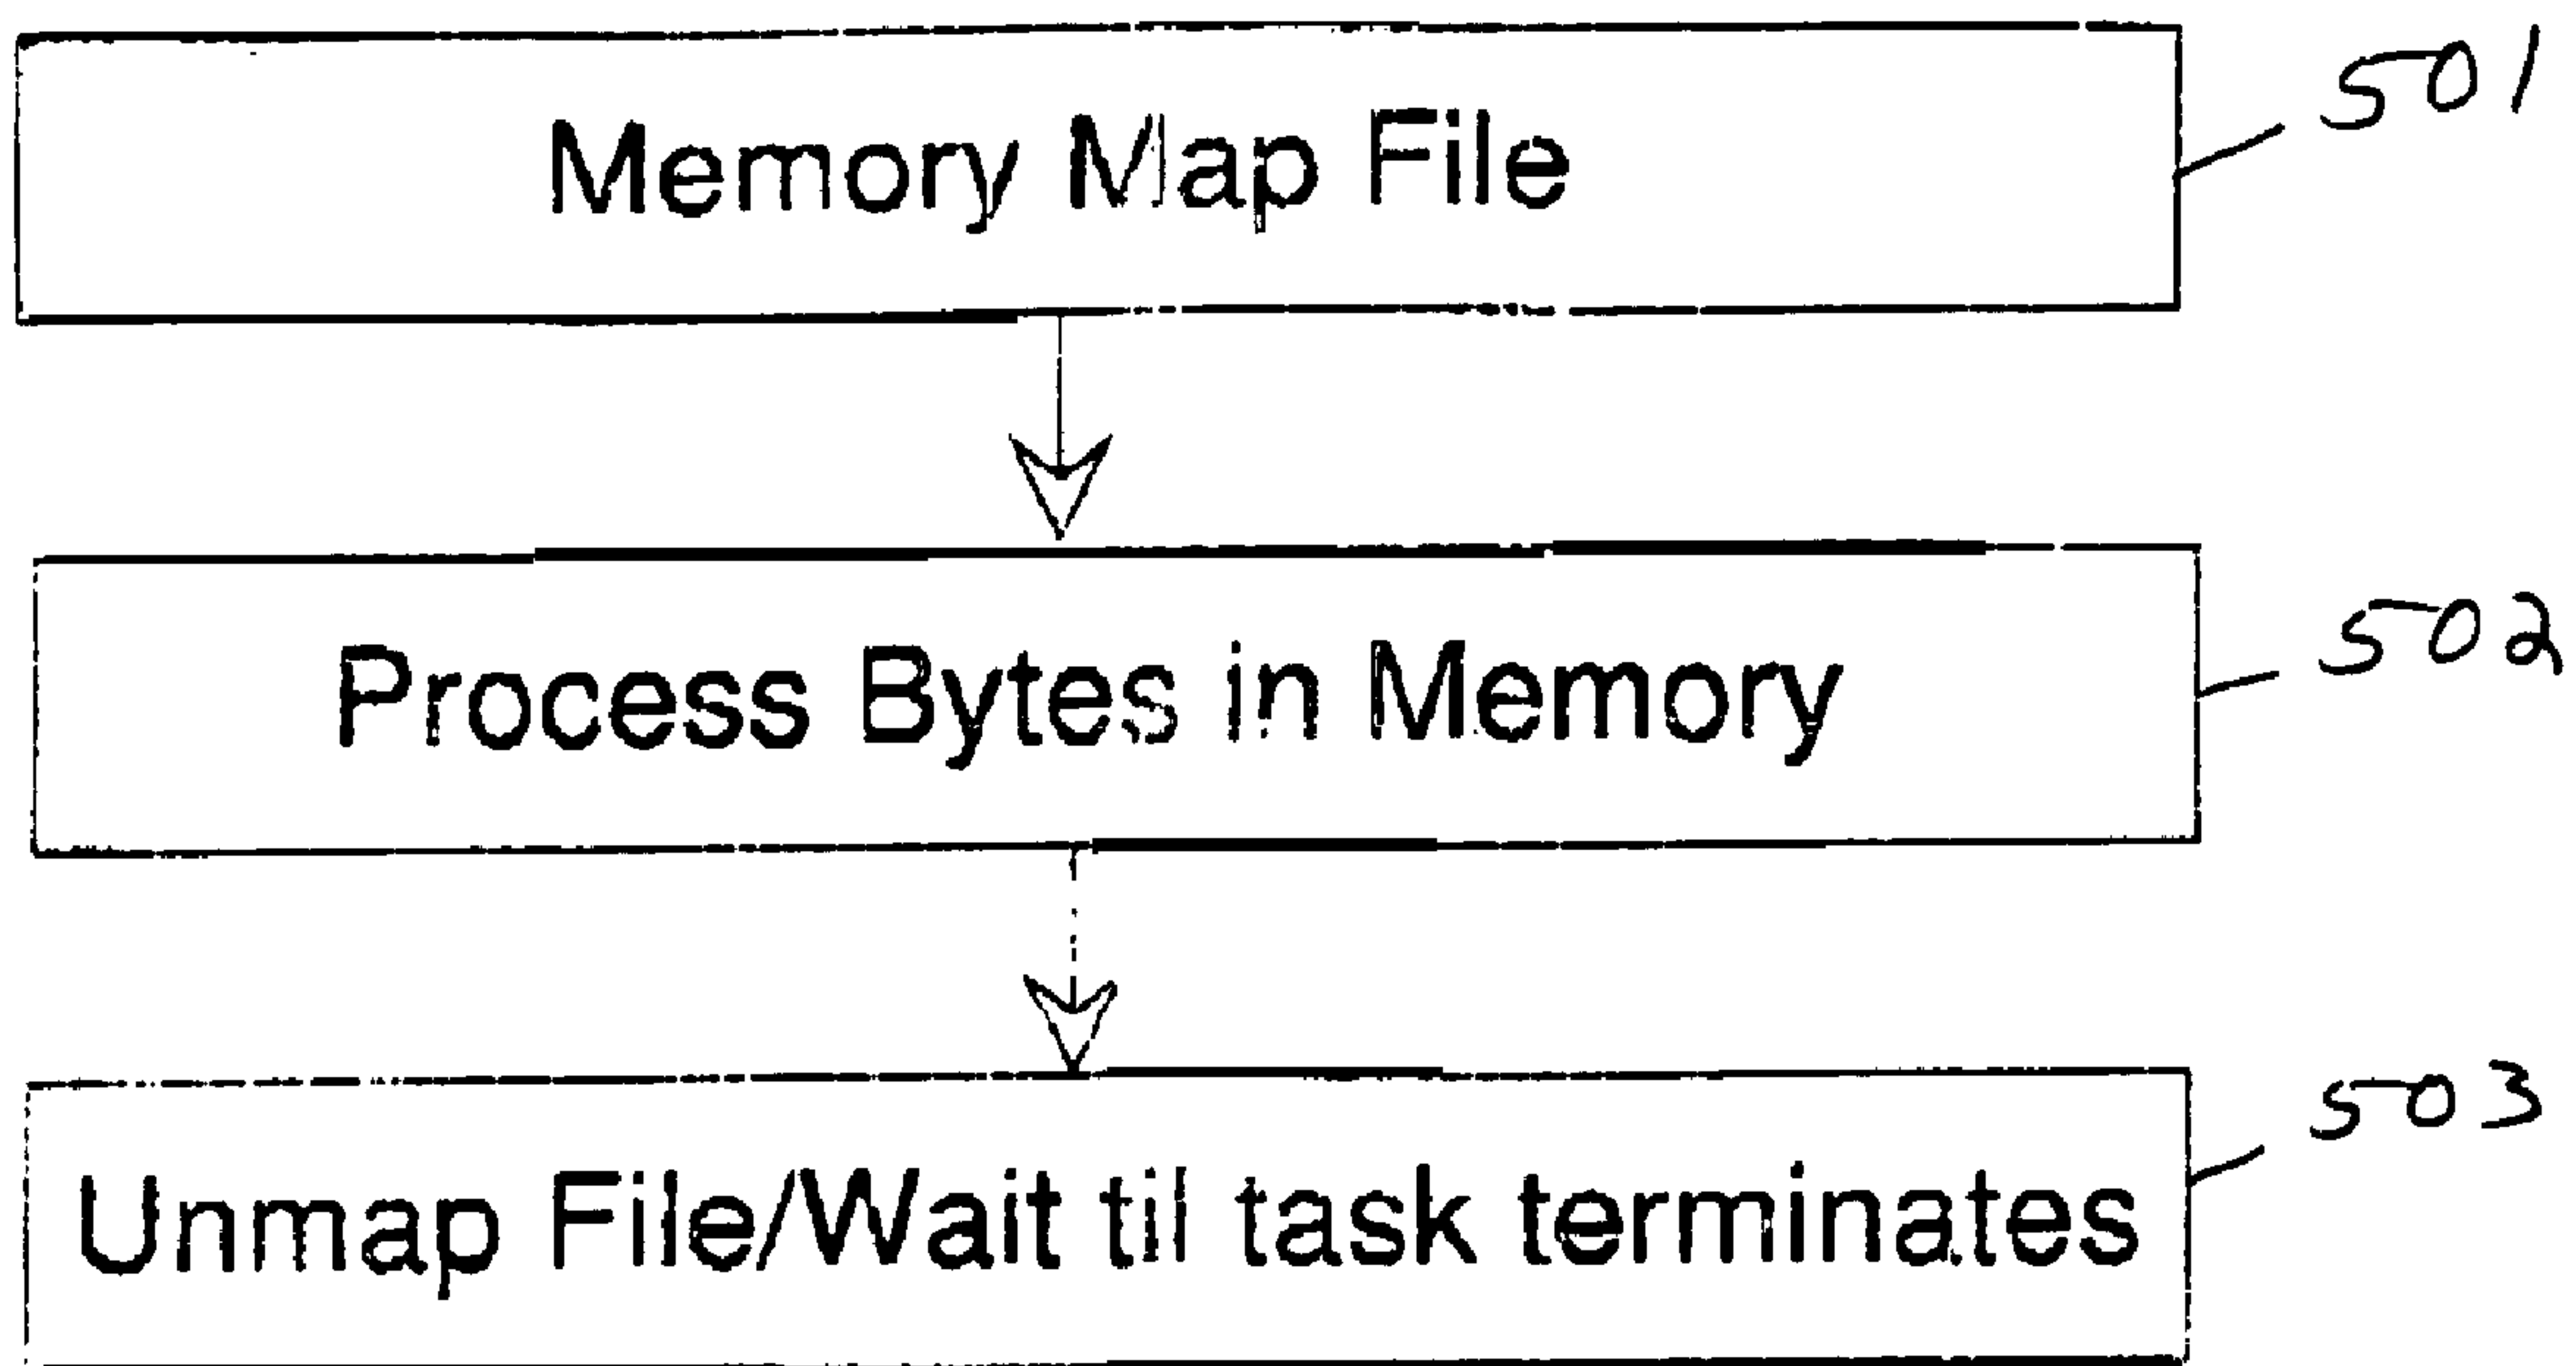 Memory Map File
501
Process Bytes in Memory
502
Unmap File/Wait til task terminates
503